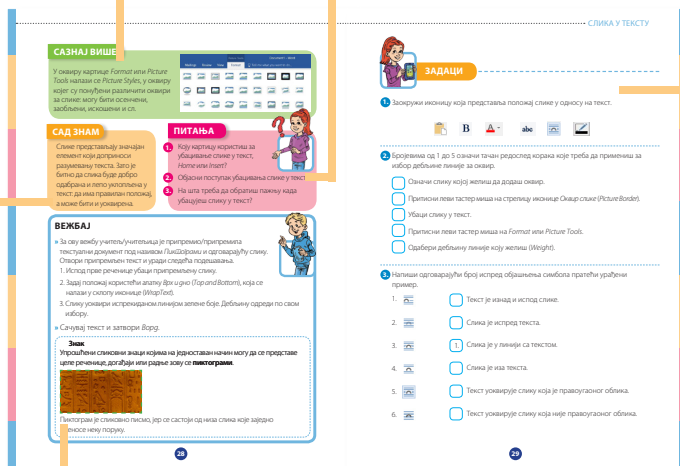 САЗНАЈ ВИШЕ
У оквиру картице Format или Picture
Tools налази се Picture Styles, у оквиру
којег су понуђени различити оквири
за слике: могу бити осенчени,
заобљени, искошени и сл.
САД ЗНАМ
Слике представљају значајан
елемент који доприноси
разумевању текста. Зато је
битно да слика буде добро
одабрана и лепо уклопљена у
текст: да има правилан положај,
а може бити и уоквирена.
ПИТАЊА
1. Коју картицу користиш за
убацивање слике у текст,
Home или Insert?
2. Објасни поступак убацивања слике у текст.
3. На шта треба да обратиш пажњу када
убацујеш слику у текст?
ВЕЖБАЈ
За ову вежбу учитељ/учитељица је припремио/припремила
текстуални документ под називом Пиктограми и одговарајућу слику.
Отвори припремљен текст и уради следећа подешавања.
1. Испод прве реченице убаци припремљену слику.
2. Задај положај користећи алатку Врх и дно (Top and Bottom), која се
налази у склопу иконице (WrapText).
3. Слику уоквири испрекиданом линијом зелене боје. Дебљину одреди по свом
избору.
Сачувај текст и затвори Ворд.
Знак
Упрошћени сликовни знаци којима на једноставан начин могу да се представе
целе реченице, догађаји или радње зову се пиктограми.
Пиктограм је сликовно писмо, јер се састоји од низа слика које заједно
преносе неку поруку.
28
СЛИКА У ТЕКСТУ
ЗАДАЦИ
1. Заокружи иконицу која представља положај слике у односу на текст.
B A abc
2. Бројевима од 1 до 5 означи тачан редослед корака које треба да примениш за
избор дебљине линије за оквир.
Означи слику којој желиш да додаш оквир.
Притисни леви тастер миша на стрелицу иконице Оквир слике (Picture Border).
Убаци слику у текст.
Притисни леви тастер миша на Format или Picture Tools.
Одабери дебљину линије коју желиш (Weight).
3. Напиши одговарајући број испред објашњења симбола пратећи урађени
пример.
1. Текст је изнад и испод слике.
2. Слика је испред текста.
3. 1. Слика је у линији са текстом.
4. Слика је иза текста.
5. Текст уоквирује слику која је правоугаоног облика.
6. Текст уоквирује слику која није правоугаоног облика.
29